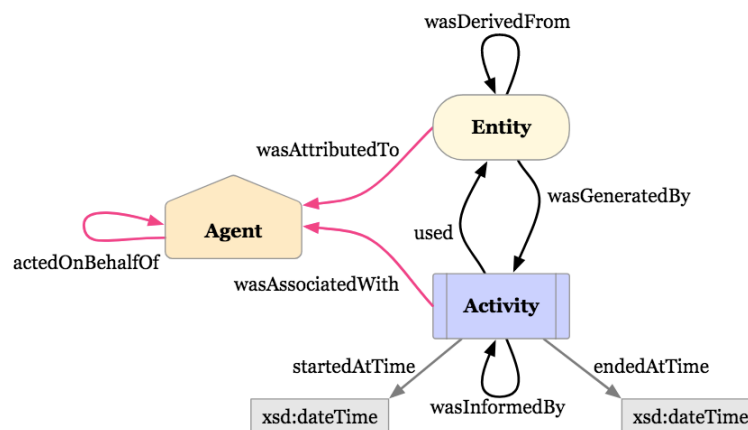 wasDerivedFrom
Entity
wasAttributedTo
wasGeneratedBy
Agent
used
actedOnBehalfOf
wasAssociatedWith
Activity
startedAtTime
endedAtTime
wasInformedBy
xsd:dateTime
xsd:dateTime